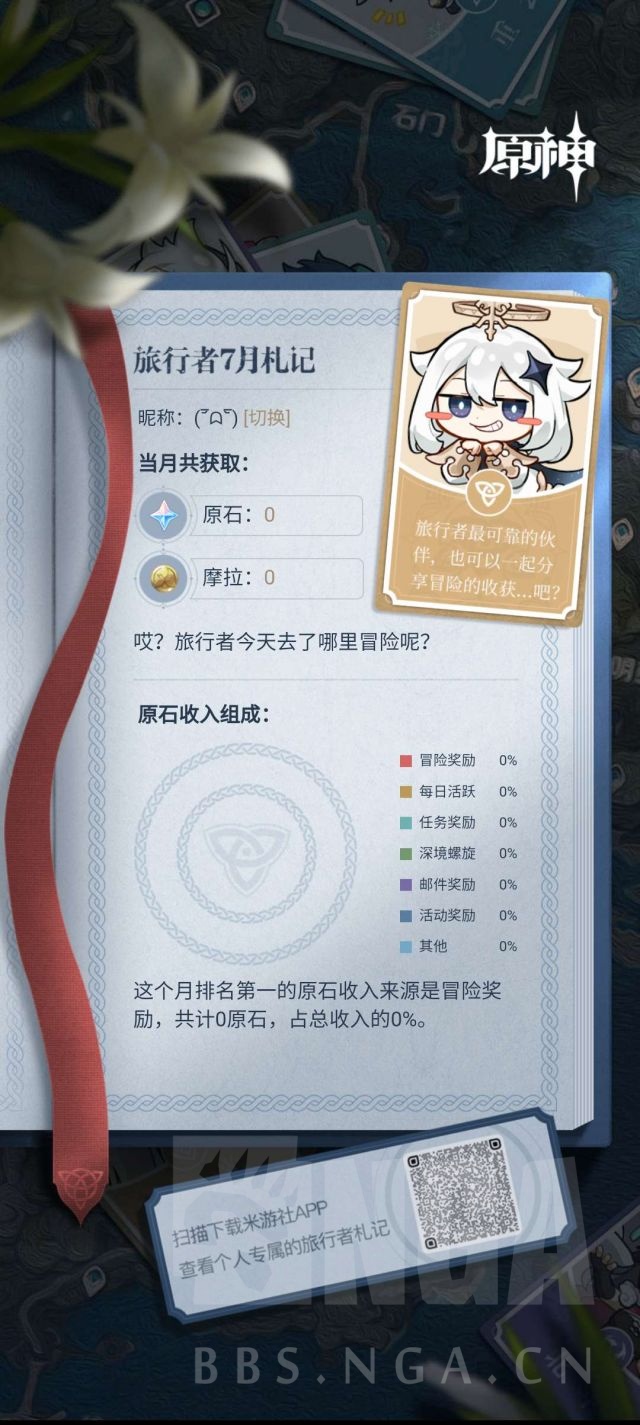 石门
原神
旅行者7月札记
昵称：(˘̀ᗝ˘́) [切换]
当月共获取：
原石：0
摩拉：0
旅行者最可靠的伙
伴，也可以一起分
享冒险的收获...吧?
哎？旅行者今天去了哪里冒险呢？
原石收入组成：
冒险奖励 0%
每日活跃 0%
任务奖励 0%
深境螺旋 0%
邮件奖励 0%
活动奖励 0%
其他 0%
这个月排名第一的原石收入来源是冒险奖
励，共计0原石，占总收入的0%。
扫描下载米游社APP
查看个人专属的旅行者札记
NGA
BBS.NGA.CN